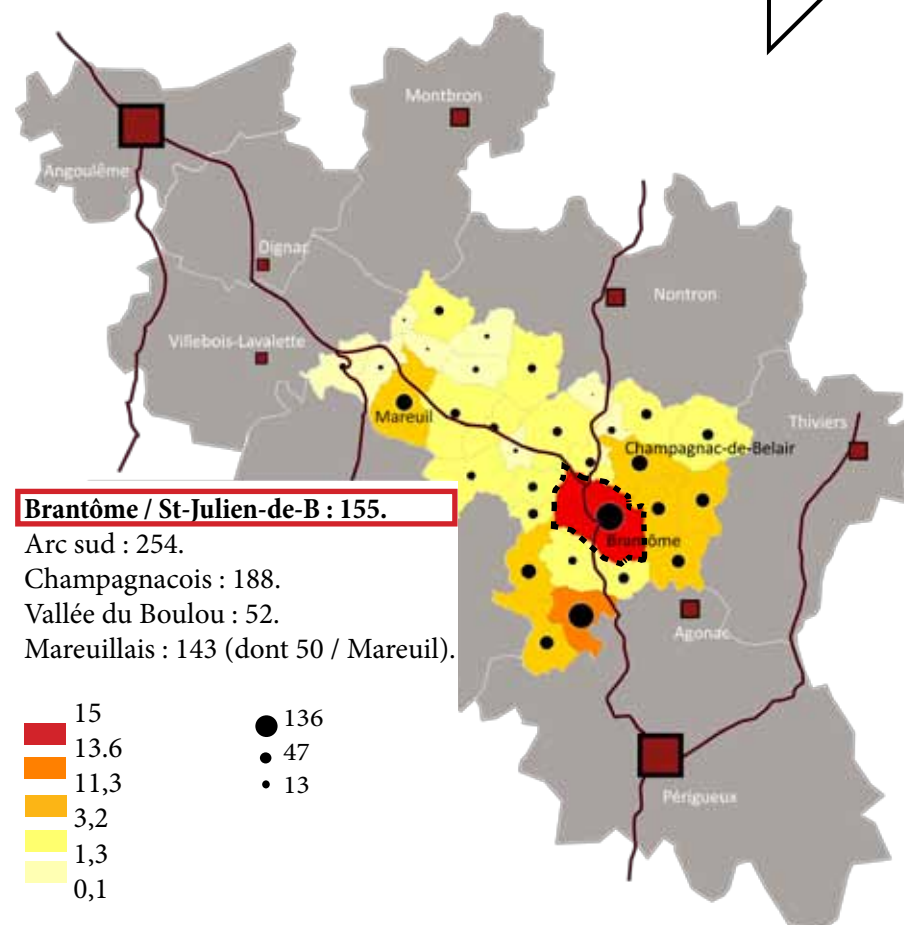 Montbron
Angoulême
Dignac
Nontron
Villebois-Lavalette
Mareuil
Thiviers
Champagnac-de-Belair
Brantôme / St-Julien-de-B : 155.
Brantôme
Arc sud : 254.
Champagnacois : 188.
Vallée du Boulou : 52.
Agonac
Mareuillais : 143 (dont 50 / Mareuil).
15
13.6
11,3
3,2
1,3
0,1
136
47
13
Périgueux